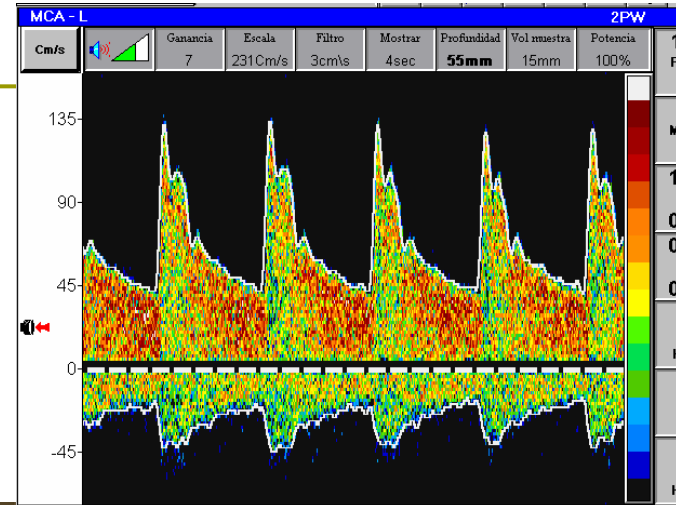 MCA - L 2PW
Cm/s
Ganancia Escala Filtro Mostrar Profundidad Vol muestra Potencia
7 231Cm/s 3cm\s 4sec 55mm 15mm 100%
135
90
45
0
-45